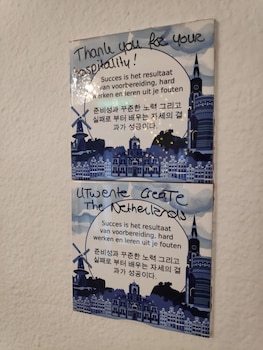 Thank you for your
hospitality!
Succes is het resultaat
van voorbereiding, hard
werken en leren uit je fouten
준비성과 꾸준한 노력 그리고
실패로 부터 배우는 자세의 결
과가 성공이다.
UTwente Create
The Netherlands
Succes is het resultaat
van voorbereiding, hard
werken en leren uit je fouten
준비성과 꾸준한 노력 그리고
실패로 부터 배우는 자세의 결
과가 성공이다.